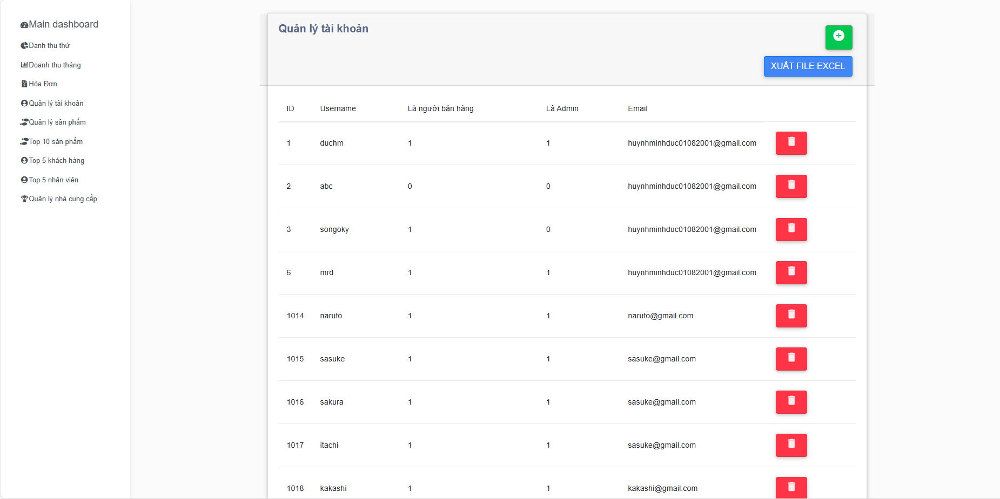 Main dashboard
Danh thu thứ
Doanh thu tháng
Hóa Đơn
Quản lý tài khoản
Quản lý sản phẩm
Top 10 sản phẩm
Top 5 khách hàng
Top 5 nhân viên
Quản lý nhà cung cấp
Quản lý tài khoản
XUẤT FILE EXCEL
ID Username Là người bán hàng Là Admin Email
1 duchm 1 1 huynhminhduc01082001@gmail.com
2 abc 0 0 huynhminhduc01082001@gmail.com
3 songoky 1 0 huynhminhduc01082001@gmail.com
6 mrd 1 1 huynhminhduc01082001@gmail.com
1014 naruto 1 1 naruto@gmail.com
1015 sasuke 1 1 sasuke@gmail.com
1016 sakura 1 1 sasuke@gmail.com
1017 itachi 1 1 sasuke@gmail.com
1018 kakashi 1 1 kakashi@gmail.com